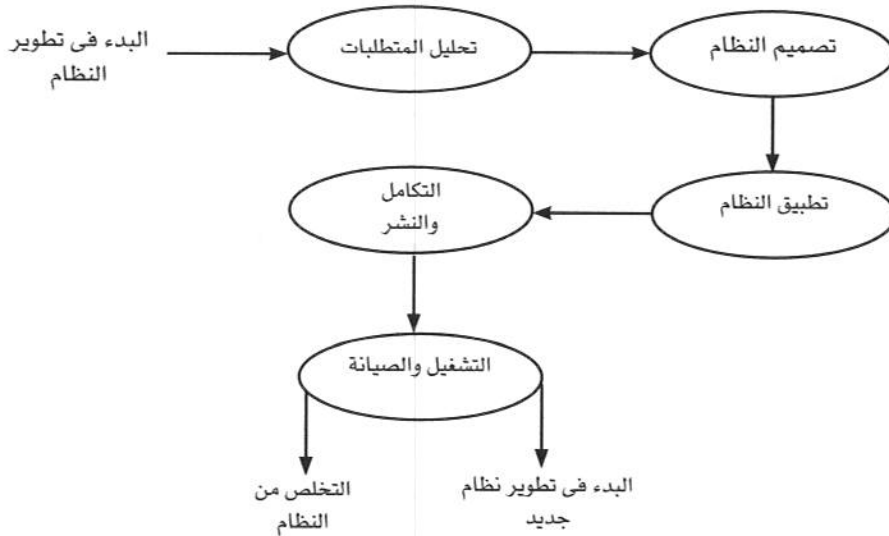 البدء فى تطوير
النظام
تحليل المتطلبات
تصميم النظام
تطبيق النظام
التكامل
والنشر
التشغيل والصيانة
البدء فى تطوير نظام
جديد
التخلص من
النظام